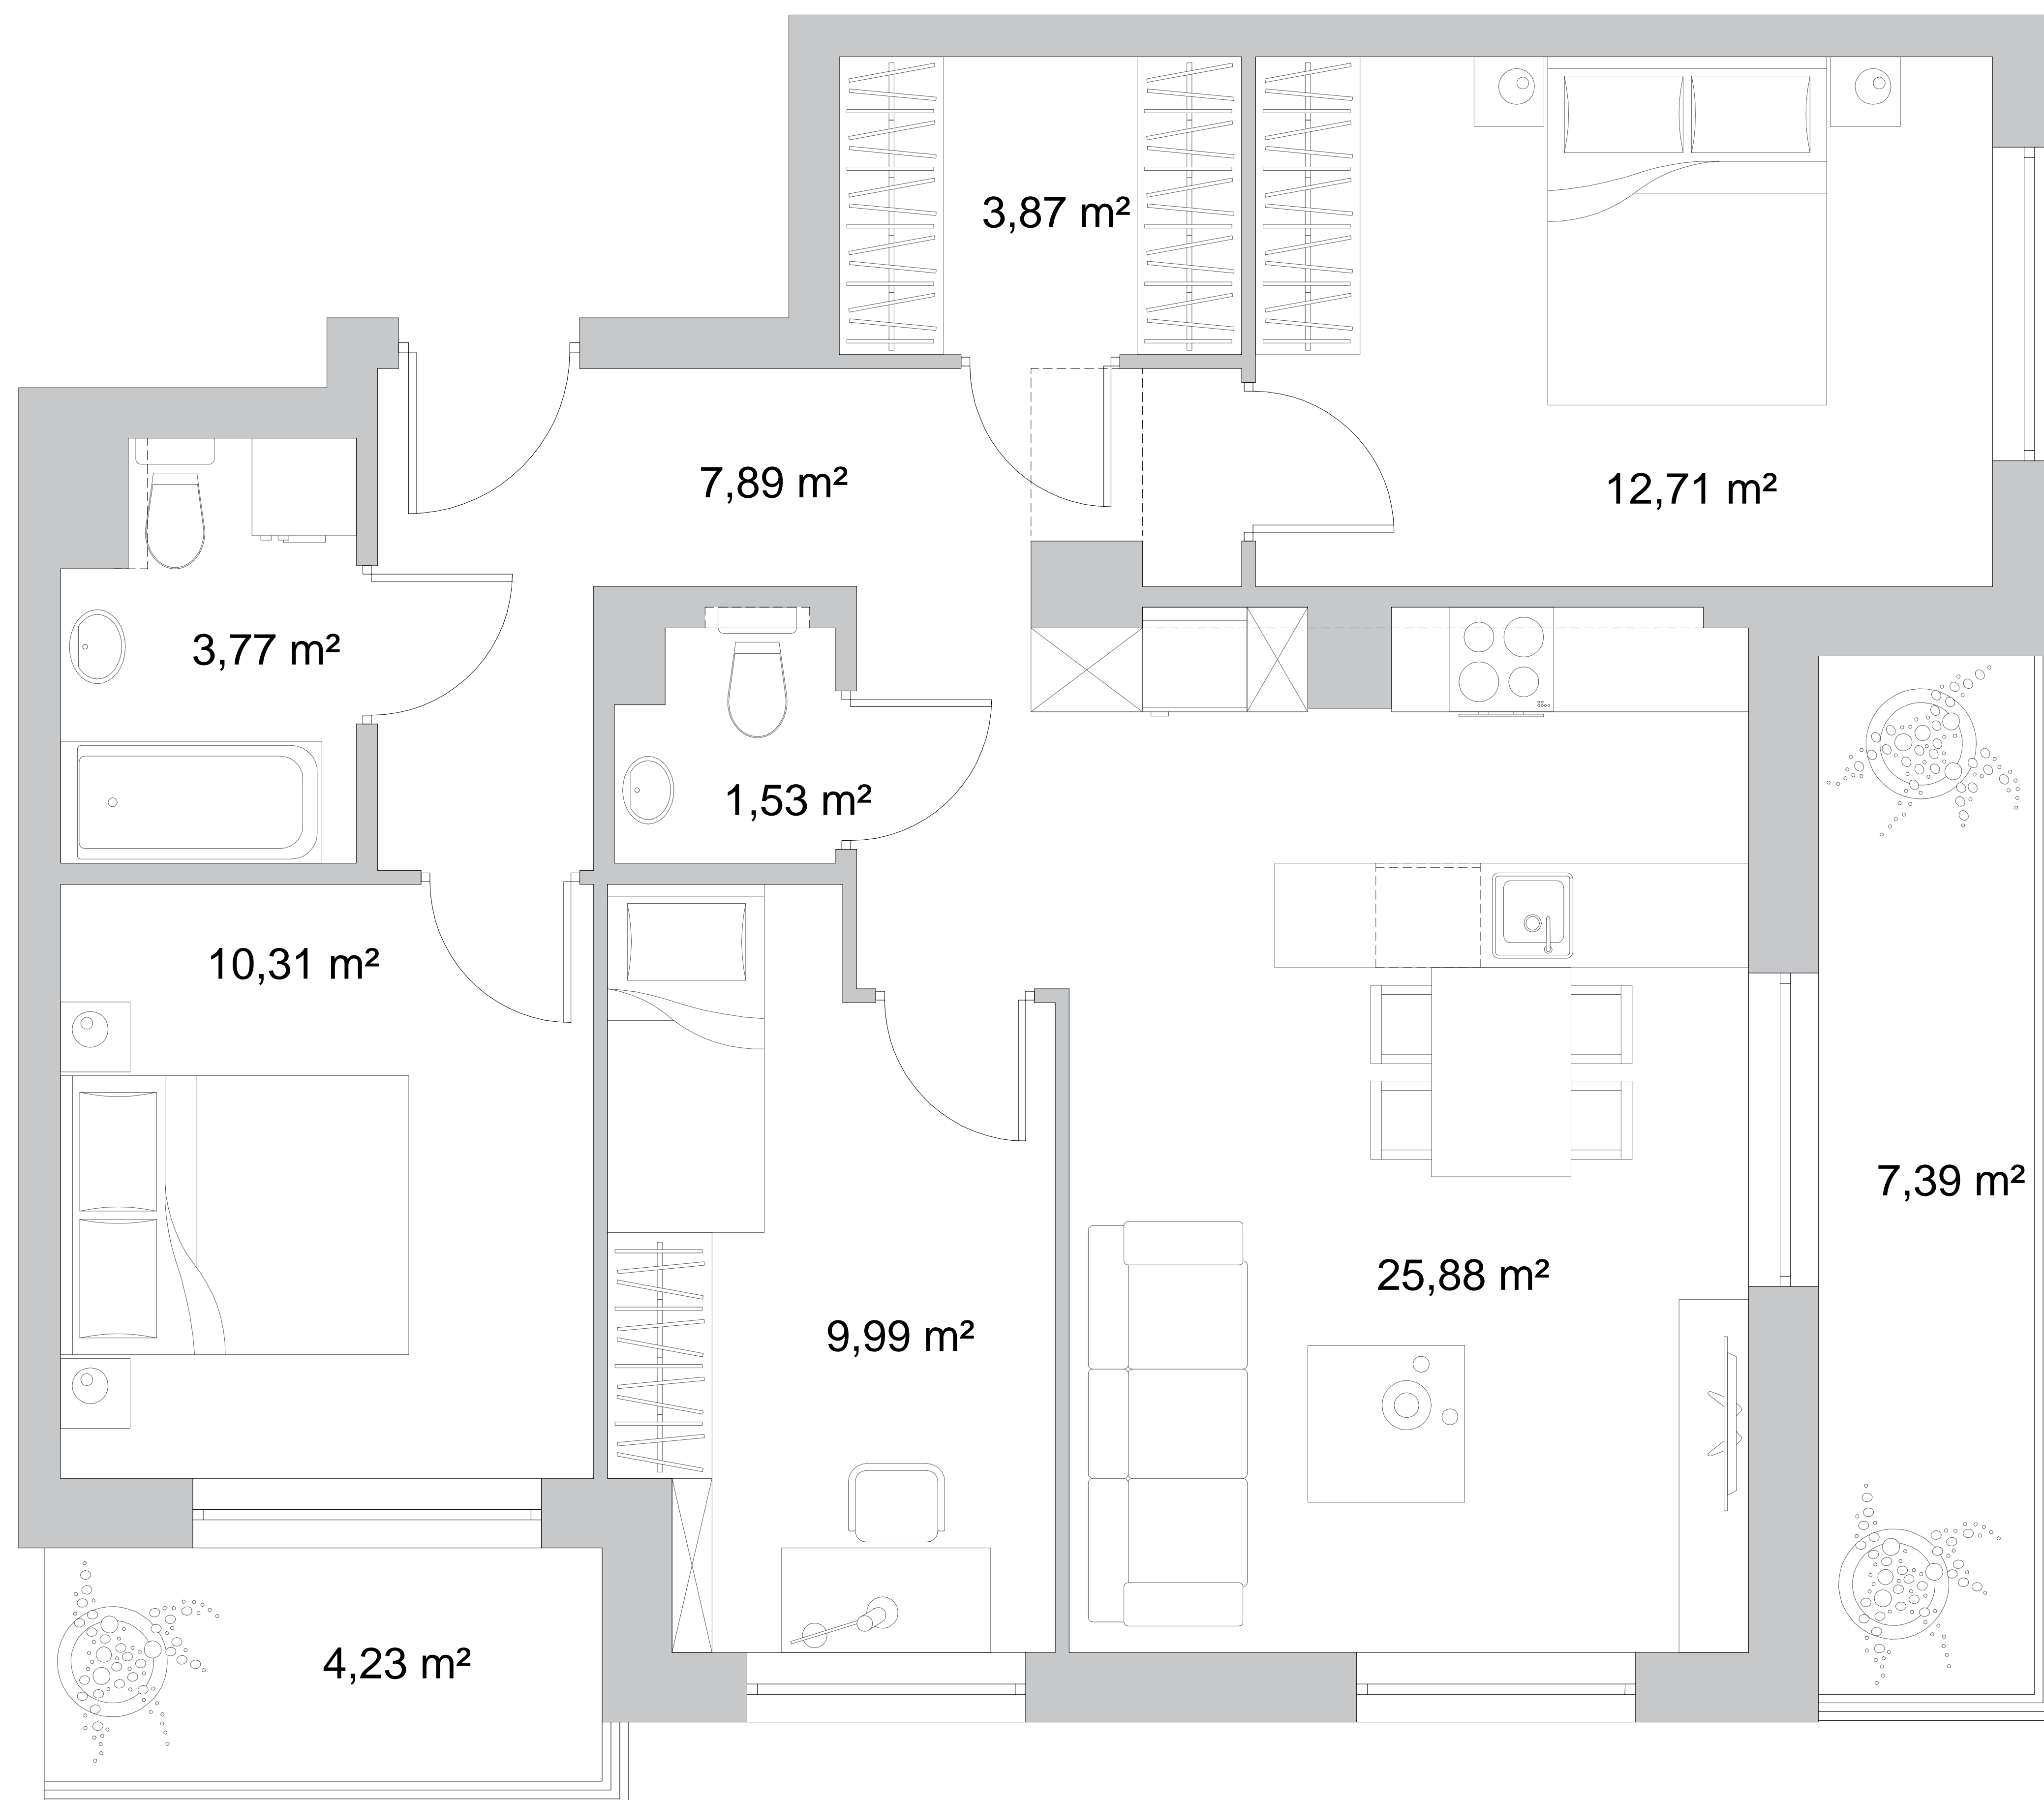 3,87 m²
7,89 m²
12,71 m²
3,77 m²
1,53 m²
10,31 m²
7,39 m²
25,88 m²
9,99 m²
4,23 m²